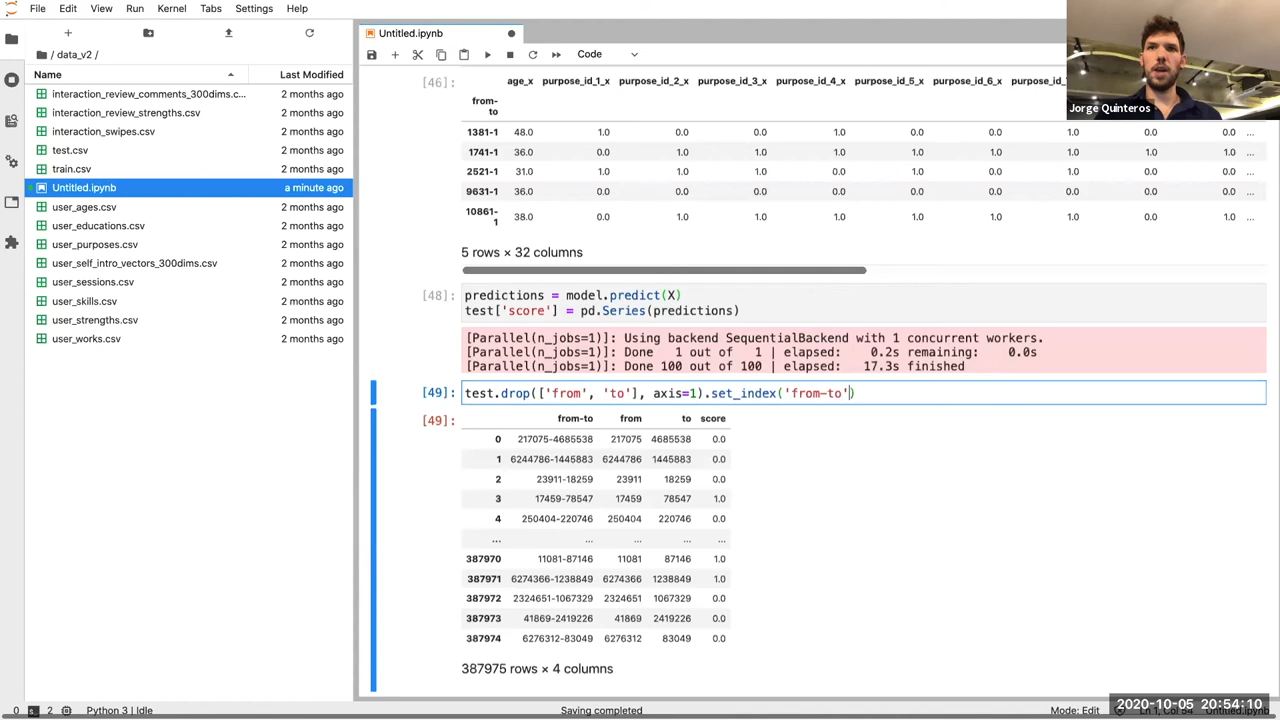 File Edit View Run Kernel Tabs Settings Help
/ data_v2 /
Name Last Modified
interaction_review_comments_300dims.c... 2 months ago
interaction_review_strengths.csv 2 months ago
interaction_swipes.csv 2 months ago
test.csv 2 months ago
train.csv 2 months ago
Untitled.ipynb a minute ago
user_ages.csv 2 months ago
user_educations.csv 2 months ago
user_purposes.csv 2 months ago
user_self_intro_vectors_300dims.csv 2 months ago
user_sessions.csv 2 months ago
user_skills.csv 2 months ago
user_strengths.csv 2 months ago
user_works.csv 2 months ago
Untitled.ipynb
Code
Jorge Quinteros
[46]: age_x purpose_id_1_x purpose_id_2_x purpose_id_3_x purpose_id_4_x purpose_id_5_x purpose_id_6_x
from-
to
1381-1 48.0 1.0 0.0 0.0 1.0 0.0 0.0 1.0 0.0 ...
1741-1 36.0 0.0 1.0 1.0 1.0 1.0 1.0 1.0 1.0 ...
2521-1 31.0 0.0 1.0 0.0 1.0 0.0 0.0 1.0 0.0 ...
9631-1 36.0 0.0 0.0 0.0 0.0 0.0 0.0 0.0 0.0 ...
10861-
1 38.0 0.0 1.0 1.0 1.0 1.0 1.0 0.0 1.0 ...
5 rows × 32 columns
[48]: predictions = model.predict(X)
test['score'] = pd.Series(predictions)
[Parallel(n_jobs=1)]: Using backend SequentialBackend with 1 concurrent workers.
[Parallel(n_jobs=1)]: Done 1 out of 1 | elapsed: 0.2s remaining: 0.0s
[Parallel(n_jobs=1)]: Done 100 out of 100 | elapsed: 17.3s finished
[49]: test.drop(['from', 'to'], axis=1).set_index('from-to')
[49]: from-to from to score
0 217075-4685538 217075 4685538 0.0
1 6244786-1445883 6244786 1445883 0.0
2 23911-18259 23911 18259 0.0
3 17459-78547 17459 78547 1.0
4 250404-220746 250404 220746 0.0
... ... ... ... ...
387970 11081-87146 11081 87146 1.0
387971 6274366-1238849 6274366 1238849 1.0
387972 2324651-1067329 2324651 1067329 0.0
387973 41869-2419226 41869 2419226 0.0
387974 6276312-83049 6276312 83049 0.0
387975 rows × 4 columns
0 2 Python 3 | Idle Saving completed Mode: Edit Ln 1, Col 54 Untitled.ipynb
2020-10-05 20:54:10